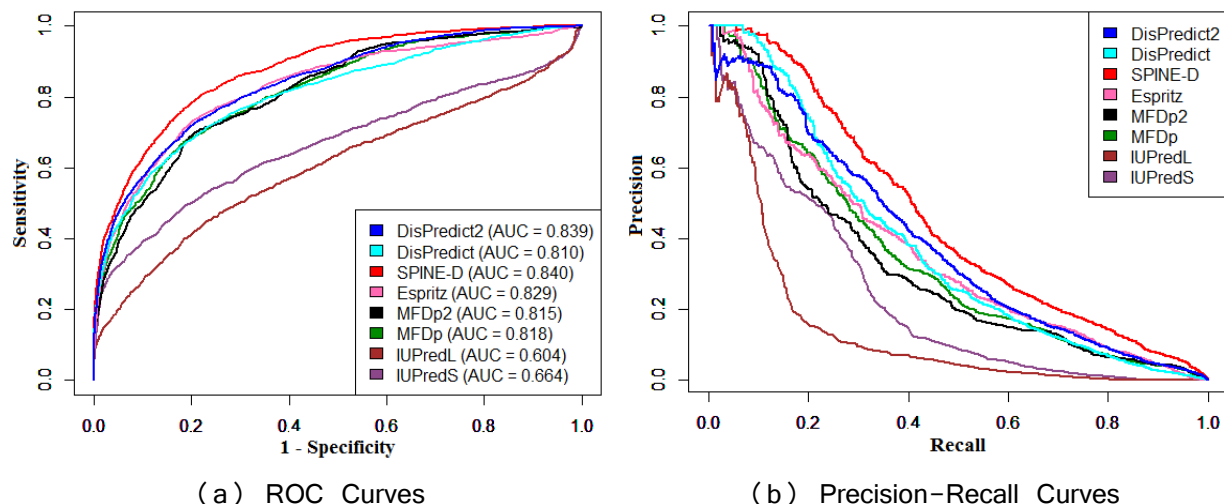 1.0
0.8
0.6
0.4
0.2
0.0
Sensitivity
DisPredict2 (AUC = 0.839)
DisPredict (AUC = 0.810)
SPINE-D (AUC = 0.840)
Espritz (AUC = 0.829)
MFDp2 (AUC = 0.815)
MFDp (AUC = 0.818)
IUPredL (AUC = 0.604)
IUPredS (AUC = 0.664)
0.0 0.2 0.4 0.6 0.8 1.0
1 - Specificity
(a) ROC Curves
1.0
0.8
0.6
0.4
0.2
0.0
Precision
DisPredict2
DisPredict
SPINE-D
Espritz
MFDp2
MFDp
IUPredL
IUPredS
0.0 0.2 0.4 0.6 0.8 1.0
Recall
(b) Precision-Recall Curves